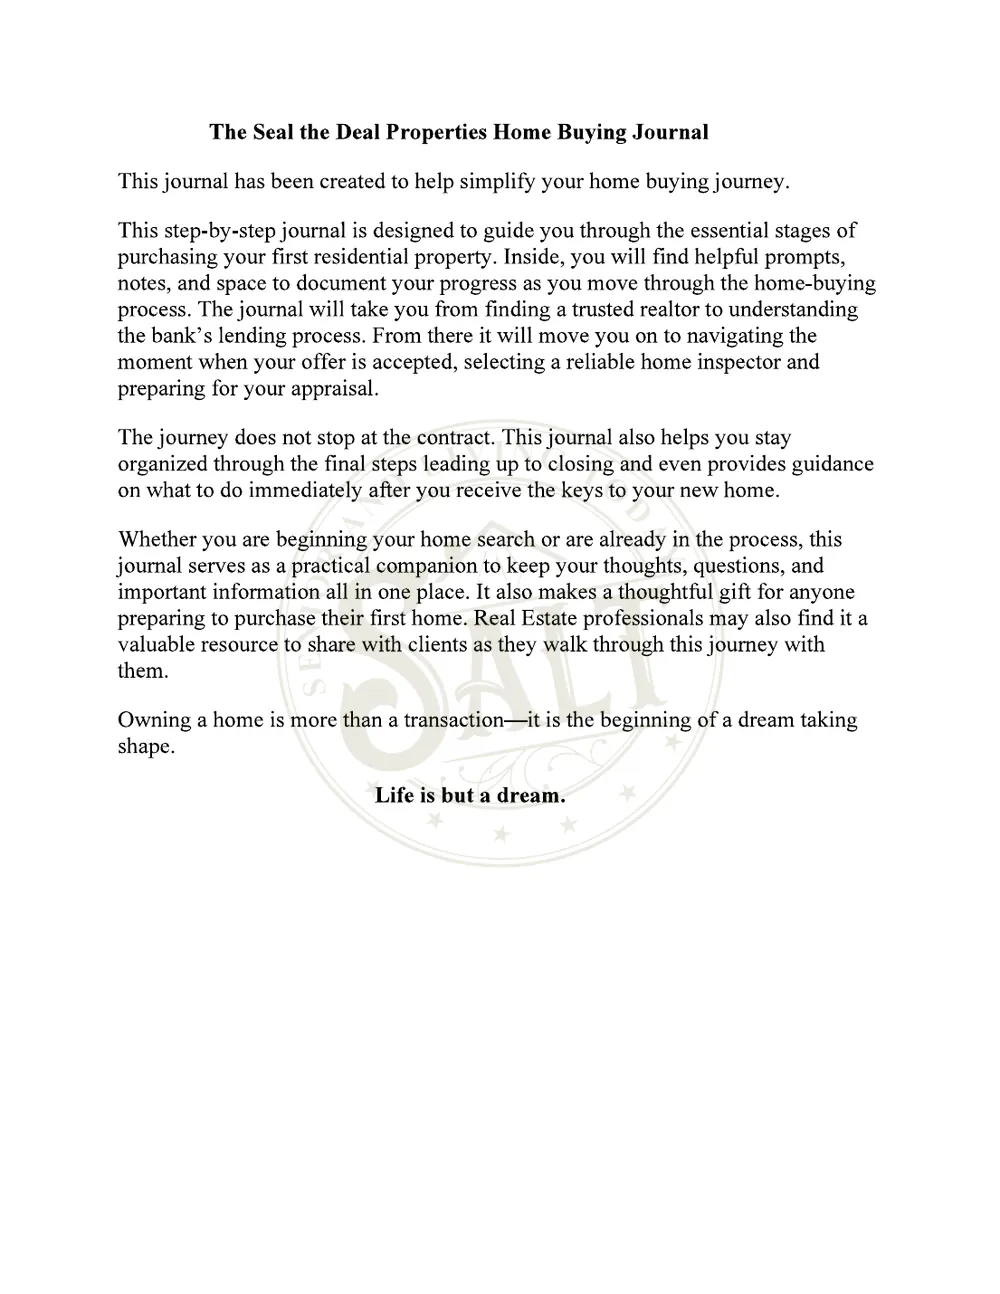 The Seal the Deal Properties Home Buying Journal
This journal has been created to help simplify your home buying journey.
This step-by-step journal is designed to guide you through the essential stages of
purchasing your first residential property. Inside, you will find helpful prompts,
notes, and space to document your progress as you move through the home-buying
process. The journal will take you from finding a trusted realtor to understanding
the bank’s lending process. From there it will move you on to navigating the
moment when your offer is accepted, selecting a reliable home inspector and
preparing for your appraisal.
The journey does not stop at the contract. This journal also helps you stay
organized through the final steps leading up to closing and even provides guidance
on what to do immediately after you receive the keys to your new home.
Whether you are beginning your home search or are already in the process, this
journal serves as a practical companion to keep your thoughts, questions, and
important information all in one place. It also makes a thoughtful gift for anyone
preparing to purchase their first home. Real Estate professionals may also find it a
valuable resource to share with clients as they walk through this journey with
them.
Owning a home is more than a transaction—it is the beginning of a dream taking
shape.
Life is but a dream.
SALT
LIVING TODAY